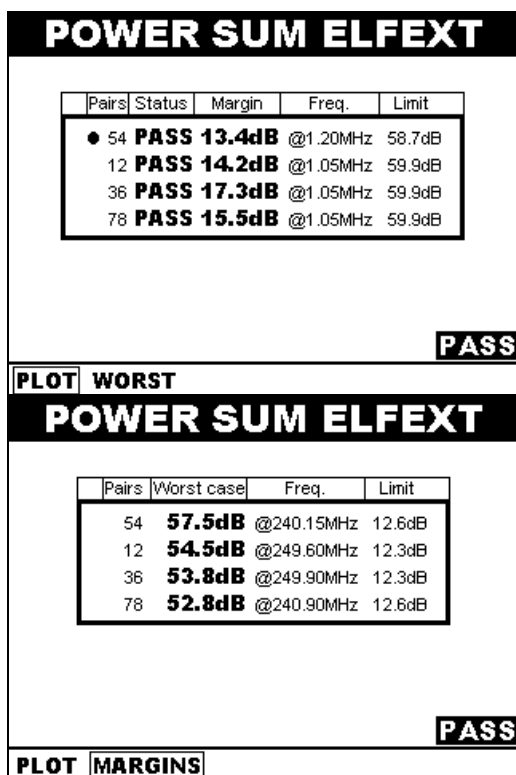 POWER SUM ELFEXT
Pairs Status Margin Freq. Limit
● 54 PASS 13.4dB @1.20MHz 58.7dB
12 PASS 14.2dB @1.05MHz 59.9dB
36 PASS 17.3dB @1.05MHz 59.9dB
78 PASS 15.5dB @1.05MHz 59.9dB
PASS
PLOT WORST
POWER SUM ELFEXT
Pairs Worst case Freq. Limit
54 57.5dB @240.15MHz 12.6dB
12 54.5dB @249.60MHz 12.3dB
36 53.8dB @249.90MHz 12.3dB
78 52.8dB @240.90MHz 12.6dB
PASS
PLOT MARGINS